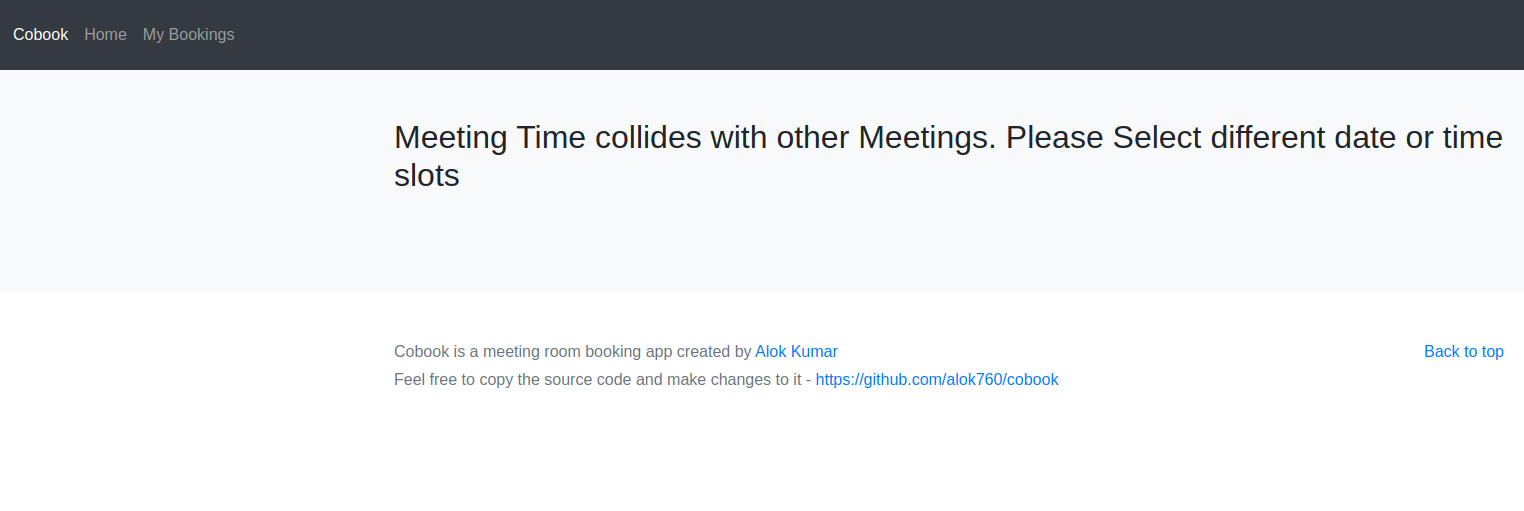 Cobook Home My Bookings
Meeting Time collides with other Meetings. Please Select different date or time
slots
Cobook is a meeting room booking app created by Alok Kumar Back to top
Feel free to copy the source code and make changes to it - https://github.com/alok760/cobook